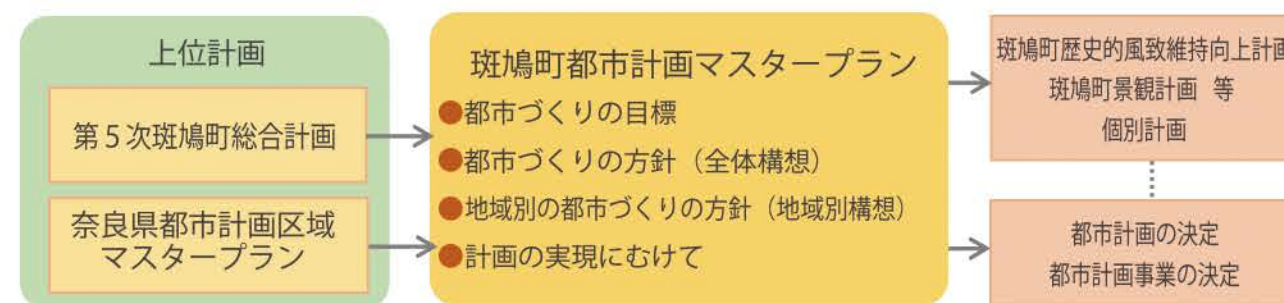 上位計画
第5次斑鳩町総合計画
奈良県都市計画区域
マスタープラン
斑鳩町都市計画マスタープラン
●都市づくりの目標
●都市づくりの方針（全体構想）
●地域別の都市づくりの方針（地域別構想）
●計画の実現にむけて
斑鳩町歴史的風致維持向上計画
斑鳩町景観計画 等
個別計画
都市計画の決定
都市計画事業の決定